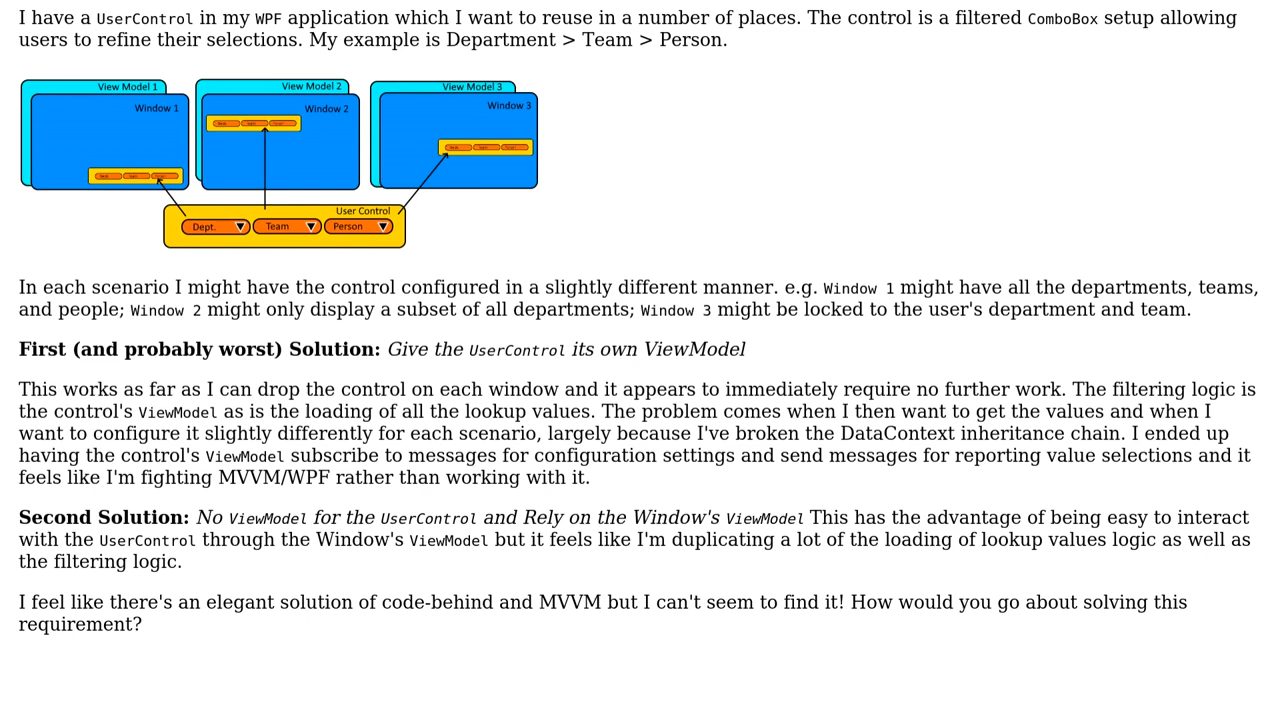 I have a UserControl in my WPF application which I want to reuse in a number of places. The control is a filtered ComboBox setup allowing
users to refine their selections. My example is Department > Team > Person.
View Model 1
View Model 2
View Model 3
Window 1
Window 2
Window 3
User Control
Dept.
Team
Person
In each scenario I might have the control configured in a slightly different manner. e.g. Window 1 might have all the departments, teams,
and people; Window 2 might only display a subset of all departments; Window 3 might be locked to the user's department and team.
First (and probably worst) Solution: Give the UserControl its own ViewModel
This works as far as I can drop the control on each window and it appears to immediately require no further work. The filtering logic is
the control's ViewModel as is the loading of all the lookup values. The problem comes when I then want to get the values and when I
want to configure it slightly differently for each scenario, largely because I've broken the DataContext inheritance chain. I ended up
having the control's ViewModel subscribe to messages for configuration settings and send messages for reporting value selections and it
feels like I'm fighting MVVM/WPF rather than working with it.
Second Solution: No ViewModel for the UserControl and Rely on the Window's ViewModel This has the advantage of being easy to interact
with the UserControl through the Window's ViewModel but it feels like I'm duplicating a lot of the loading of lookup values logic as well as
the filtering logic.
I feel like there's an elegant solution of code-behind and MVVM but I can't seem to find it! How would you go about solving this
requirement?